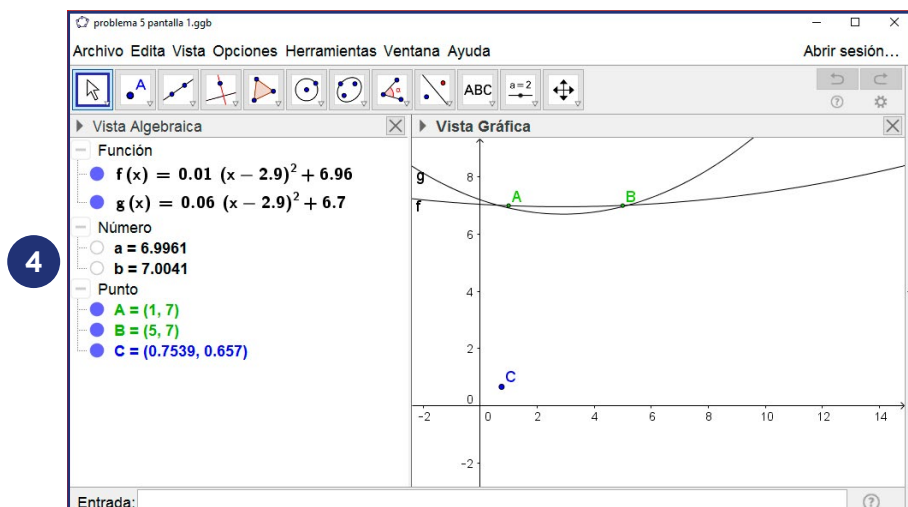 problema 5 pantalla 1.ggb
Archivo Edita Vista Opciones Herramientas Ventana Ayuda
Abrir sesión...
A
α
ABC
a=2
Vista Algebraica
Vista Gráfica
Función
f(x) = 0.01 (x − 2.9)² + 6.96
g(x) = 0.06 (x − 2.9)² + 6.7
Número
a = 6.9961
b = 7.0041
Punto
A = (1, 7)
B = (5, 7)
C = (0.7539, 0.657)
4
g
f
A
B
C
8
6
4
2
0
−2
−2
0
2
4
6
8
10
12
14
Entrada: